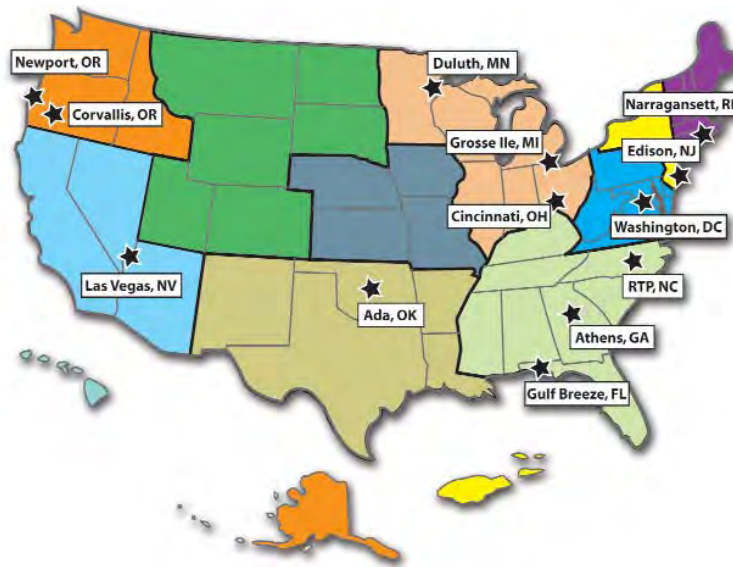 Newport, OR
Duluth, MN
Corvallis, OR
Narragansett, RI
Grosse Ile, MI
Edison, NJ
Cincinnati, OH
Washington, DC
Las Vegas, NV
RTP, NC
Ada, OK
Athens, GA
Gulf Breeze, FL